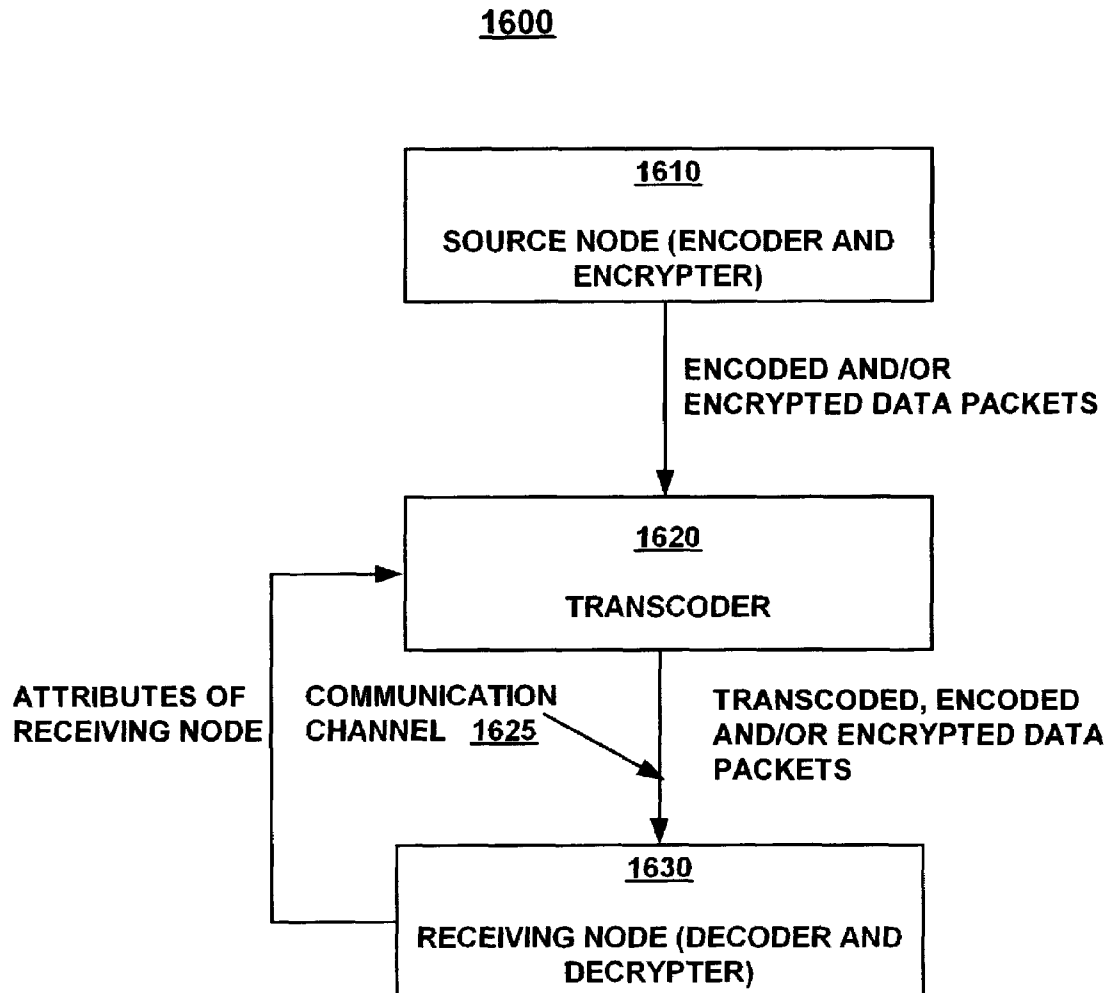 1600
1610
SOURCE NODE (ENCODER AND
ENCRYPTER)
ENCODED AND/OR
ENCRYPTED DATA PACKETS
1620
TRANSCODER
ATTRIBUTES OF
RECEIVING NODE
COMMUNICATION
CHANNEL 1625
TRANSCODED, ENCODED
AND/OR ENCRYPTED DATA
PACKETS
1630
RECEIVING NODE (DECODER AND
DECRYPTER)